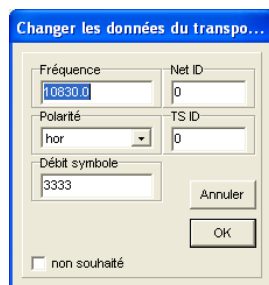 Changer les données du transpo...
Fréquence
Net ID
10830.0
0
Polarité
TS ID
hor
0
Débit symbole
3333
Annuler
OK
non souhaité